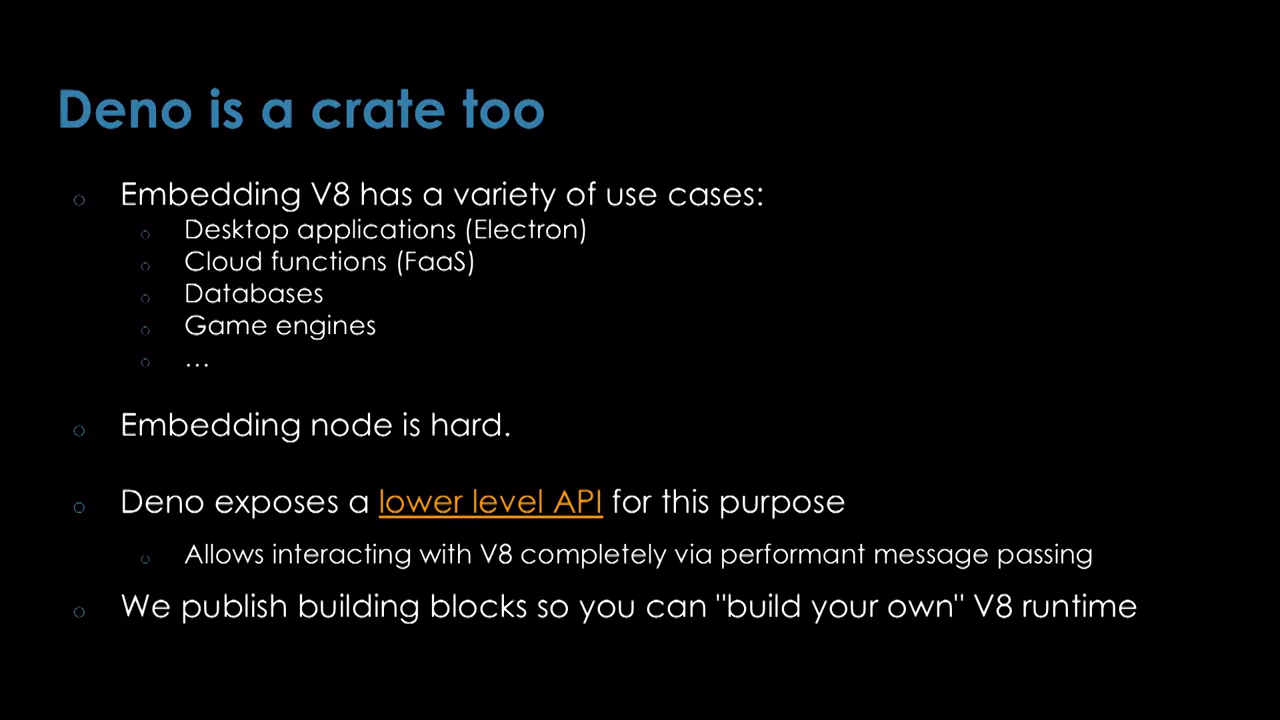 Deno is a crate too
Embedding V8 has a variety of use cases:
Desktop applications (Electron)
Cloud functions (FaaS)
Databases
Game engines
…
Embedding node is hard.
Deno exposes a lower level API for this purpose
Allows interacting with V8 completely via performant message passing
We publish building blocks so you can "build your own" V8 runtime